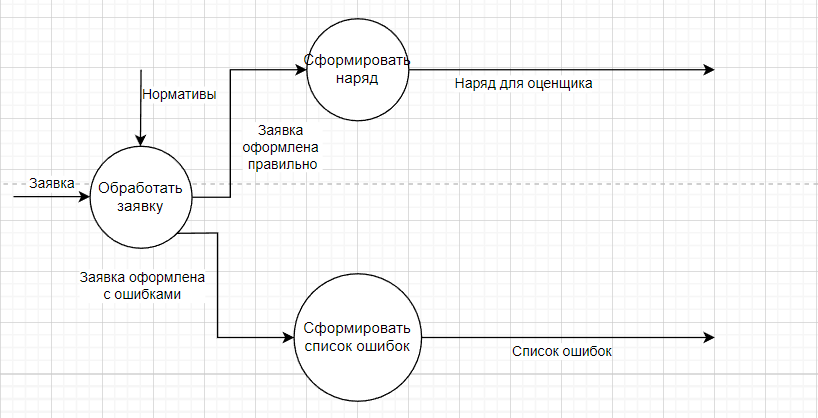 Сформировать
наряд
Наряд для оценщика
Нормативы
Заявка
оформлена
правильно
Заявка
Обработать
заявку
Заявка оформлена
с ошибками
Сформировать
список ошибок
Список ошибок